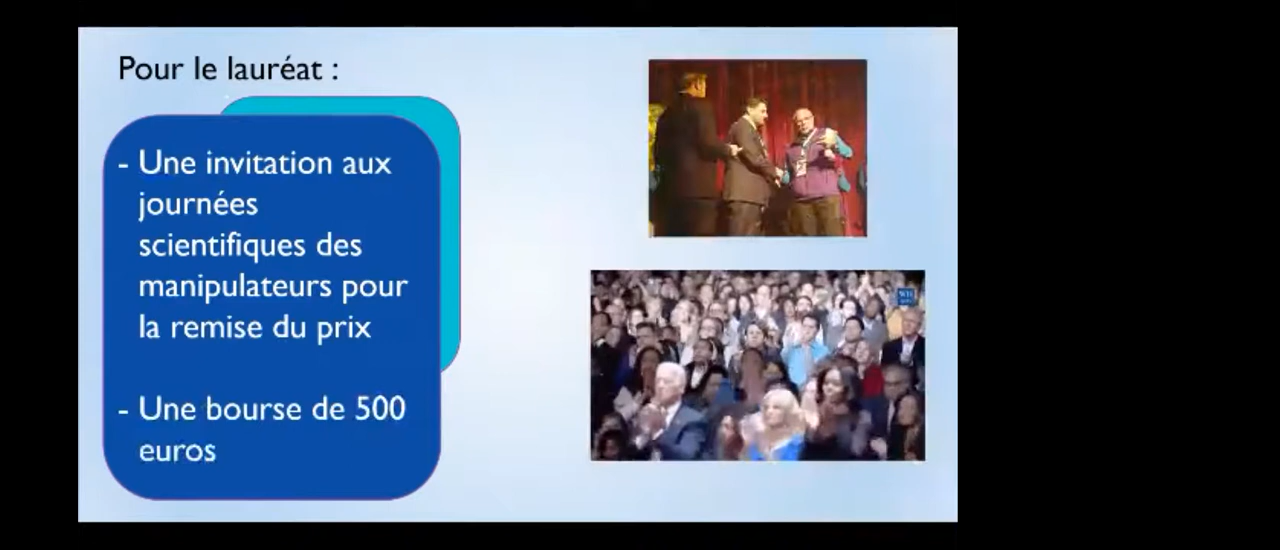 Pour le lauréat :
- Une invitation aux
journées
scientifiques des
manipulateurs pour
la remise du prix
- Une bourse de 500
euros